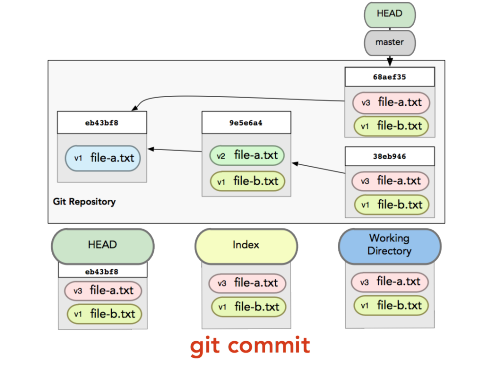 HEAD
master
68aef35
v3 file-a.txt
v1 file-b.txt
eb43bf8
v1 file-a.txt
9e5e6a4
v2 file-a.txt
v1 file-b.txt
38eb946
v3 file-a.txt
v1 file-b.txt
Git Repository
HEAD
eb43bf8
v3 file-a.txt
v1 file-b.txt
Index
v3 file-a.txt
v1 file-b.txt
Working
Directory
v3 file-a.txt
v1 file-b.txt
git commit